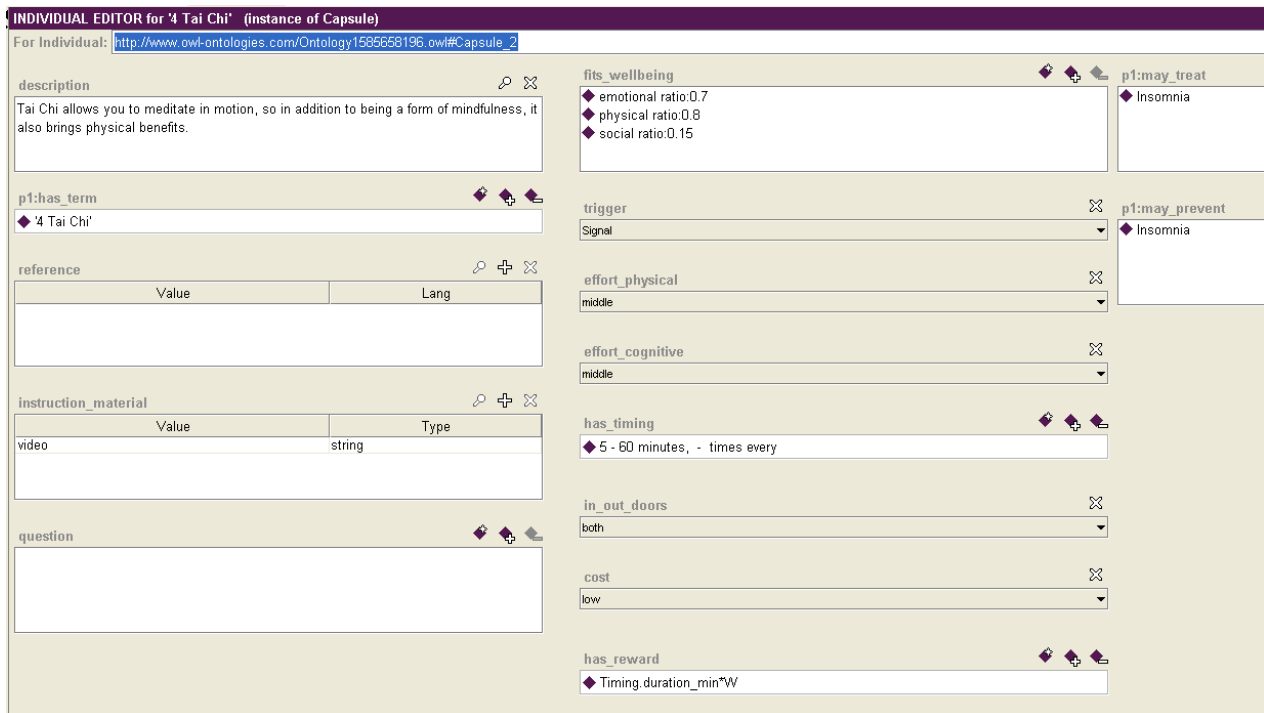 INDIVIDUAL EDITOR for '4 Tai Chi' (instance of Capsule)
For Individual: http://www.owl-ontologies.com/Ontology1585658196.owl#Capsule_2
description
Tai Chi allows you to meditate in motion, so in addition to being a form of mindfulness, it
also brings physical benefits.
p1:has_term
'4 Tai Chi'
reference
Value Lang
instruction_material
Value Type
video string
question
fits_wellbeing
emotional ratio:0.7
physical ratio:0.8
social ratio:0.15
trigger
Signal
effort_physical
middle
effort_cognitive
middle
has_timing
5 - 60 minutes, - times every
in_out_doors
both
cost
low
has_reward
Timing.duration_min*W
p1:may_treat
Insomnia
p1:may_prevent
Insomnia